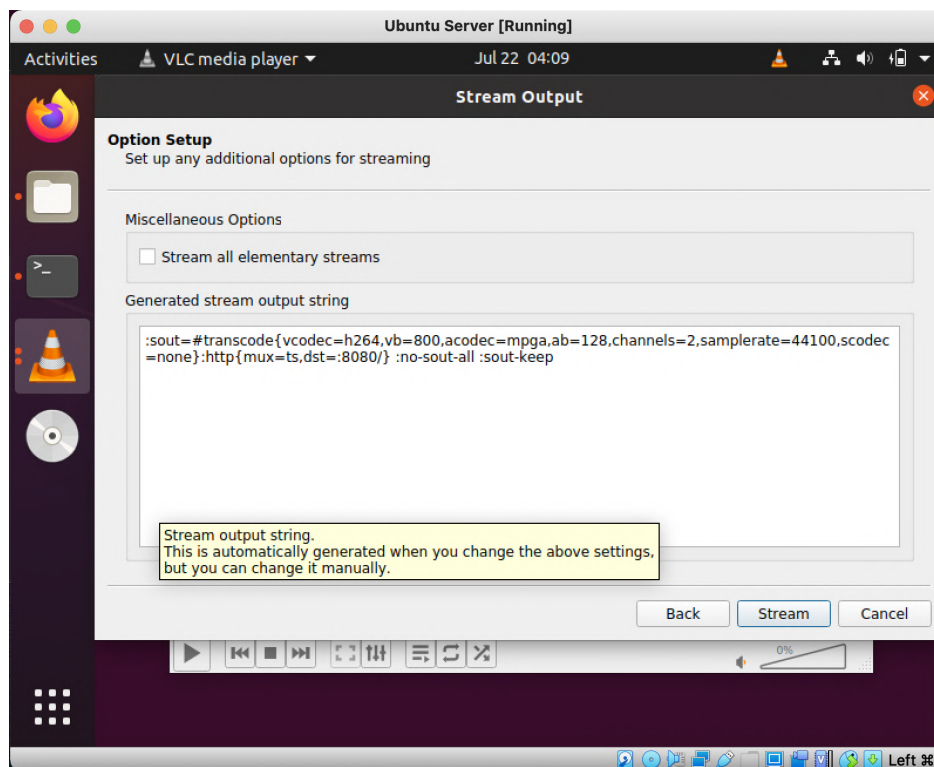 Ubuntu Server [Running]
Activities VLC media player Jul 22 04:09
Stream Output
Option Setup
Set up any additional options for streaming
Miscellaneous Options
Stream all elementary streams
Generated stream output string
:sout=#transcode{vcodec=h264,vb=800,acodec=mpga,ab=128,channels=2,samplerate=44100,scodec
=none}:http{mux=ts,dst=:8080/} :no-sout-all :sout-keep
Stream output string.
This is automatically generated when you change the above settings,
but you can change it manually.
Back Stream Cancel
0%
Left ⌘